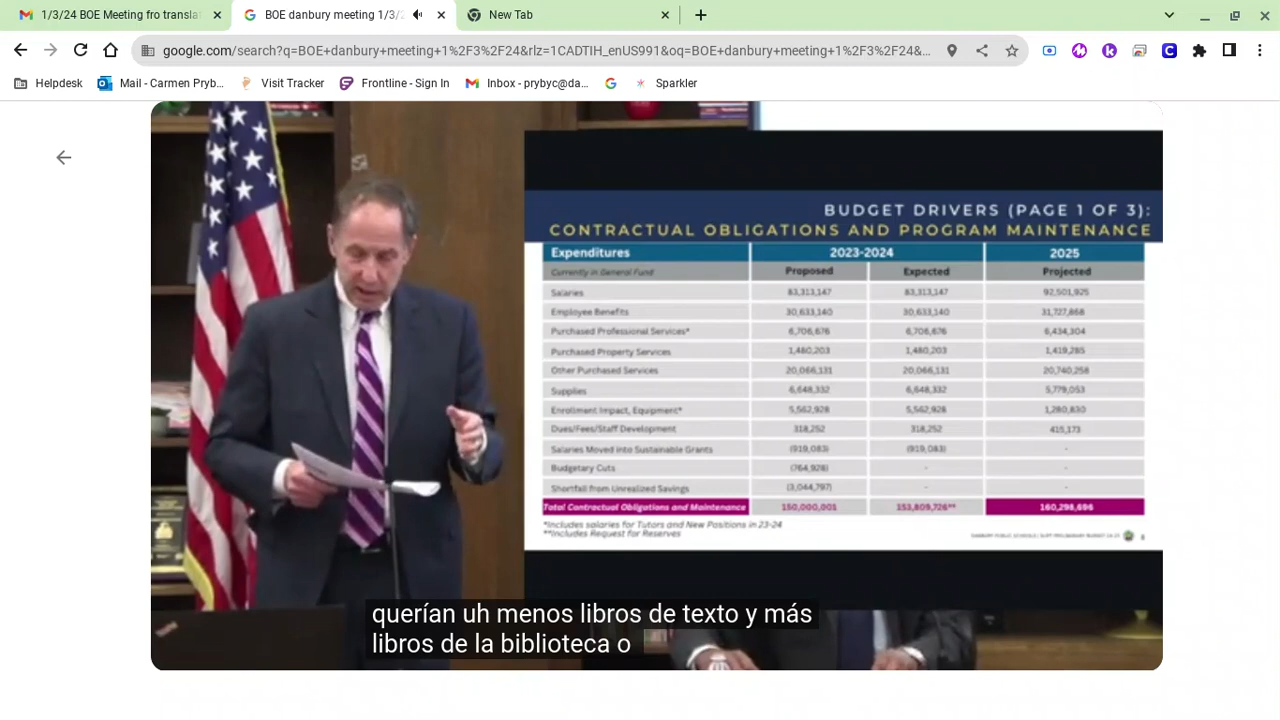 1/3/24 BOE Meeting fro transla
BOE danbury meeting 1/3/2
New Tab
google.com/search?q=BOE+danbury+meeting+1%2F3%2F24&rlz=1CADTIH_enUS991&oq=BOE+danbury+meeting+1%2F3%2F24&...
Helpdesk
Mail - Carmen Pryb...
Visit Tracker
Frontline - Sign In
Inbox - prybyc@da...
Sparkler
BUDGET DRIVERS (PAGE 1 OF 3):
CONTRACTUAL OBLIGATIONS AND PROGRAM MAINTENANCE
Expenditures 2023-2024 2025
Currently in General Fund Proposed Expected Projected
Salaries 83,313,147 83,313,147 92,501,925
Employee Benefits 30,633,140 30,633,140 31,727,868
Purchased Professional Services* 6,706,676 6,706,676 6,434,304
Purchased Property Services 1,480,203 1,480,203 1,419,285
Other Purchased Services 20,066,131 20,066,131 20,740,258
Supplies 6,648,332 6,648,332 5,779,053
Enrollment Impact, Equipment* 5,562,928 5,562,928 1,280,830
Dues/Fees/Staff Development 318,252 318,252 415,173
Salaries Moved into Sustainable Grants (919,083) (919,083) -
Budgetary Cuts (764,928) - -
Shortfall from Unrealized Savings (3,044,797) - -
Total Contractual Obligations and Maintenance 150,000,001 153,809,726** 160,298,696
*Includes salaries for Tutors and New Positions in 23-24
**Includes Request for Reserves
querían uh menos libros de texto y más
libros de la biblioteca o